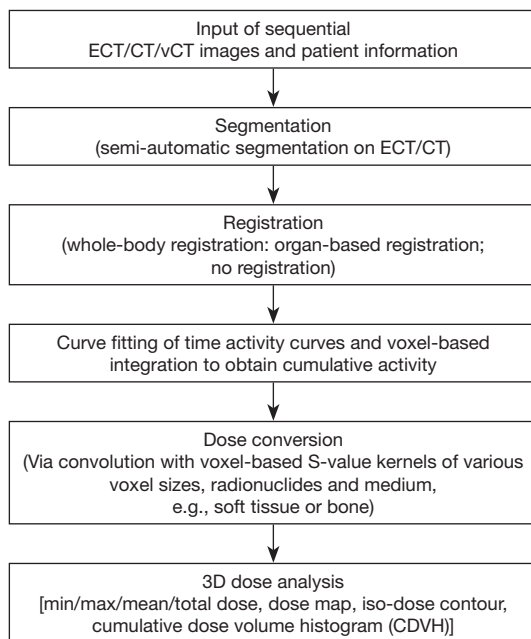 Input of sequential
ECT/CT/vCT images and patient information
Segmentation
(semi-automatic segmentation on ECT/CT)
Registration
(whole-body registration: organ-based registration;
no registration)
Curve fitting of time activity curves and voxel-based
integration to obtain cumulative activity
Dose conversion
(Via convolution with voxel-based S-value kernels of various
voxel sizes, radionuclides and medium,
e.g., soft tissue or bone)
3D dose analysis
[min/max/mean/total dose, dose map, iso-dose contour,
cumulative dose volume histogram (CDVH)]